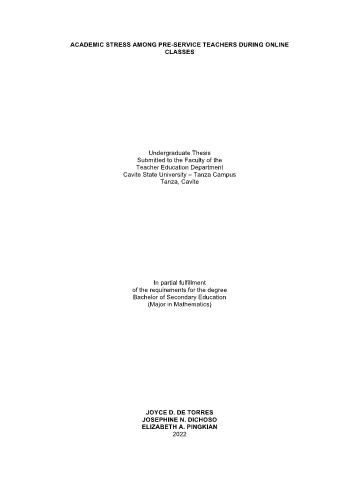 ACADEMIC STRESS AMONG PRE-SERVICE TEACHERS DURING ONLINE
CLASSES
Undergraduate Thesis
Submitted to the Faculty of the
Teacher Education Department
Cavite State University – Tanza Campus
Tanza, Cavite
In partial fulfillment
of the requirements for the degree
Bachelor of Secondary Education
(Major in Mathematics)
JOYCE D. DE TORRES
JOSEPHINE N. DICHOSO
ELIZABETH A. PINGKIAN
2022